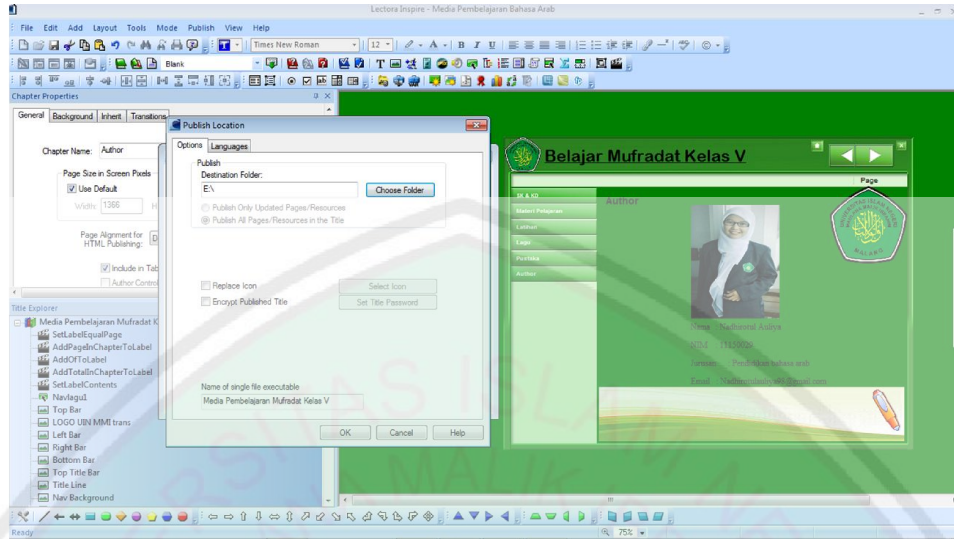 Lectora Inspire - Media Pembelajaran Bahasa Arab
File Edit Add Layout Tools Mode Publish View Help
Times New Roman 12 B I U
Blank
Chapter Properties
General Background Inherit Transitions
Chapter Name: Author
Page Size in Screen Pixels
Use Default
Width: 1366
Page Alignment for
HTML Publishing:
Include in Tab
Author Control
Title Explorer
Media Pembelajaran Mufradat K
SetLabelEqualPage
AddPageInChapterToLabel
AddOfToLabel
AddTotalInChapterToLabel
SetLabelContents
Navlagu1
Top Bar
LOGO UIN MMI trans
Left Bar
Right Bar
Bottom Bar
Top Title Bar
Title Line
Nav Background
Publish Location
Options Languages
Publish
Destination Folder:
E:\
Choose Folder
Publish Only Updated Pages/Resources
Publish All Pages/Resources in the Title
Replace Icon
Select Icon
Encrypt Published Title
Set Title Password
Name of single file executable
Media Pembelajaran Mufradat Kelas V
OK Cancel Help
Belajar Mufradat Kelas V
Page
SK & KD
Materi Pelajaran
Latihan
Lagu
Pustaka
Author
Author
Nama
NIM
Jurusan : Pendidikan bahasa arab
Email
Ready
75%